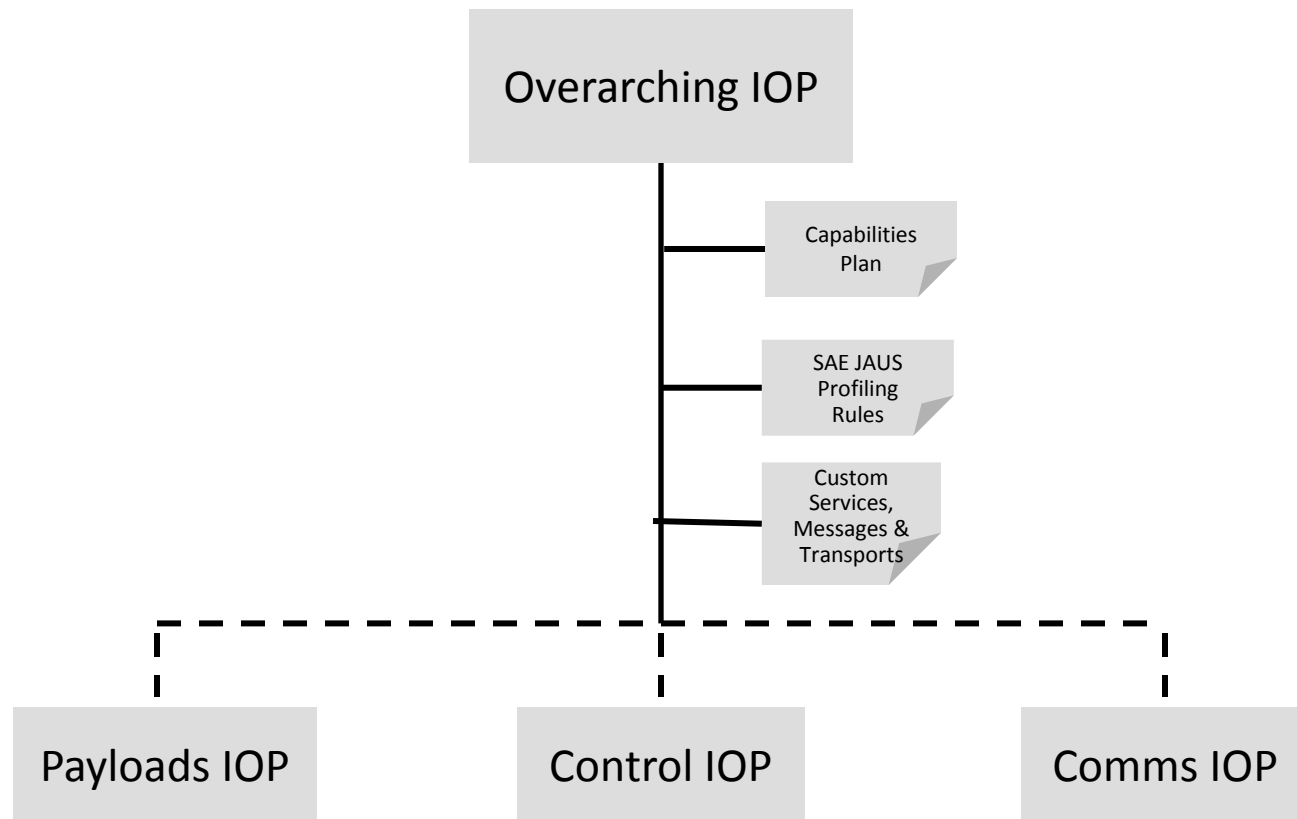 Overarching IOP
Capabilities
Plan
SAE JAUS
Profiling
Rules
Custom
Services,
Messages &
Transports
Payloads IOP
Control IOP
Comms IOP